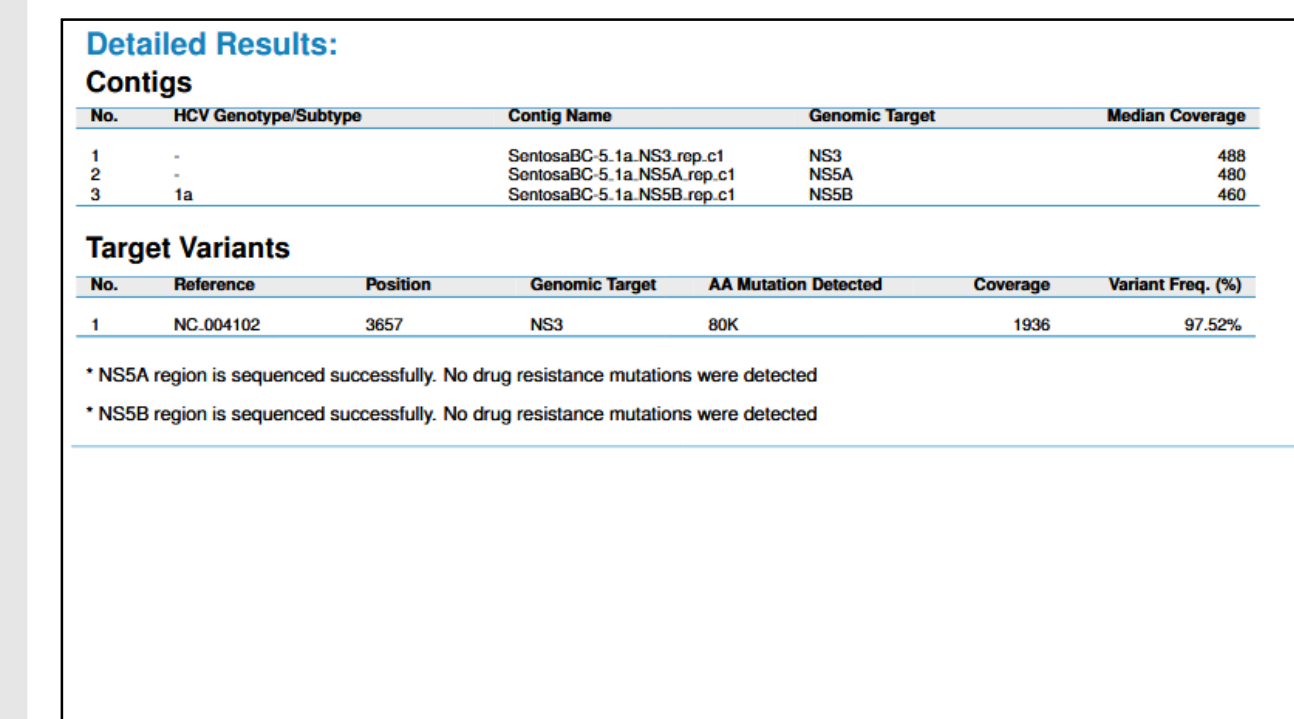 Detailed Results:
Contigs
No. HCV Genotype/Subtype Contig Name Genomic Target Median Coverage
1 - SentosaBC-5_1a_NS3_rep_c1 NS3 488
2 - SentosaBC-5_1a_NS5A_rep_c1 NS5A 480
3 1a SentosaBC-5_1a_NS5B_rep_c1 NS5B 460
Target Variants
No. Reference Position Genomic Target AA Mutation Detected Coverage Variant Freq. (%)
1 NC_004102 3657 NS3 80K 1936 97.52%
* NS5A region is sequenced successfully. No drug resistance mutations were detected
* NS5B region is sequenced successfully. No drug resistance mutations were detected